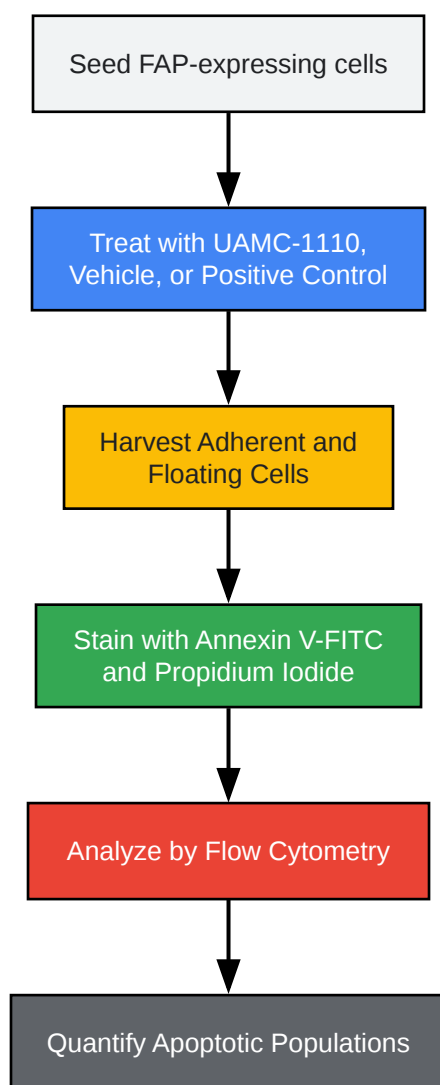 Seed FAP-expressing cells
Treat with UAMC-1110,
Vehicle, or Positive Control
Harvest Adherent and
Floating Cells
Stain with Annexin V-FITC
and Propidium Iodide
Analyze by Flow Cytometry
Quantify Apoptotic Populations